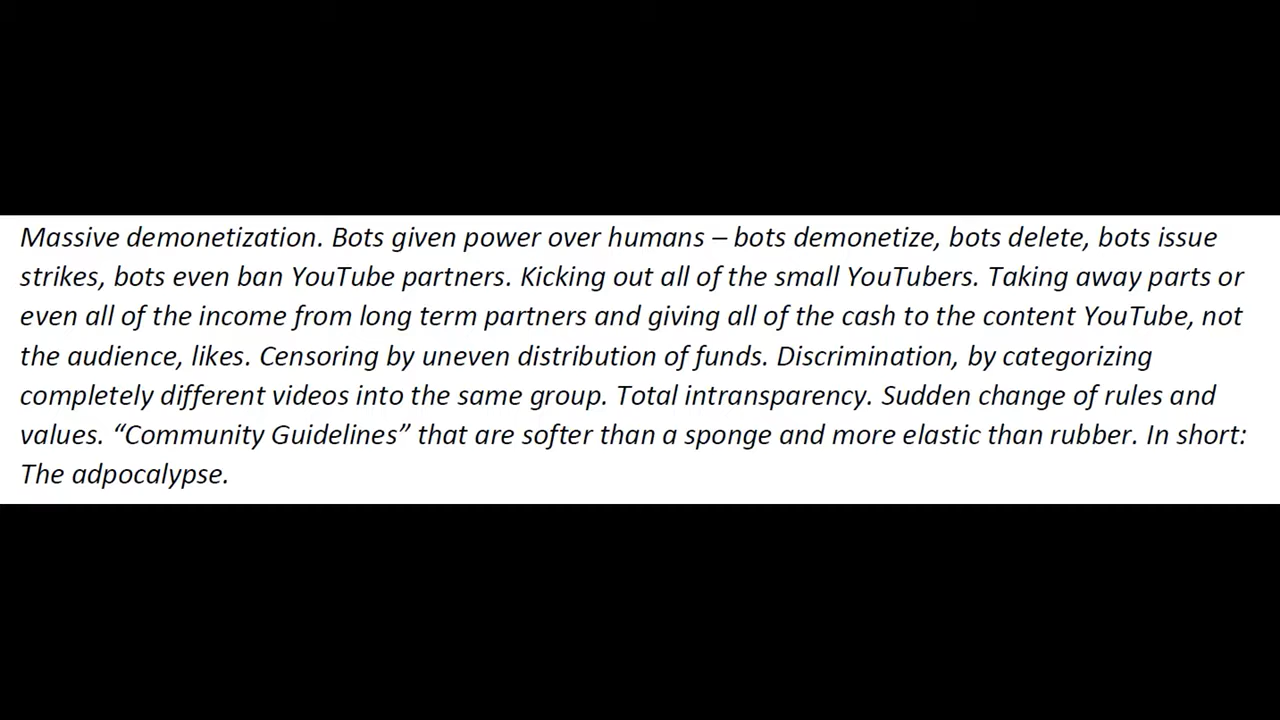 Massive demonetization. Bots given power over humans – bots demonetize, bots delete, bots issue
strikes, bots even ban YouTube partners. Kicking out all of the small YouTubers. Taking away parts or
even all of the income from long term partners and giving all of the cash to the content YouTube, not
the audience, likes. Censoring by uneven distribution of funds. Discrimination, by categorizing
completely different videos into the same group. Total intransparency. Sudden change of rules and
values. “Community Guidelines” that are softer than a sponge and more elastic than rubber. In short:
The adpocalypse.